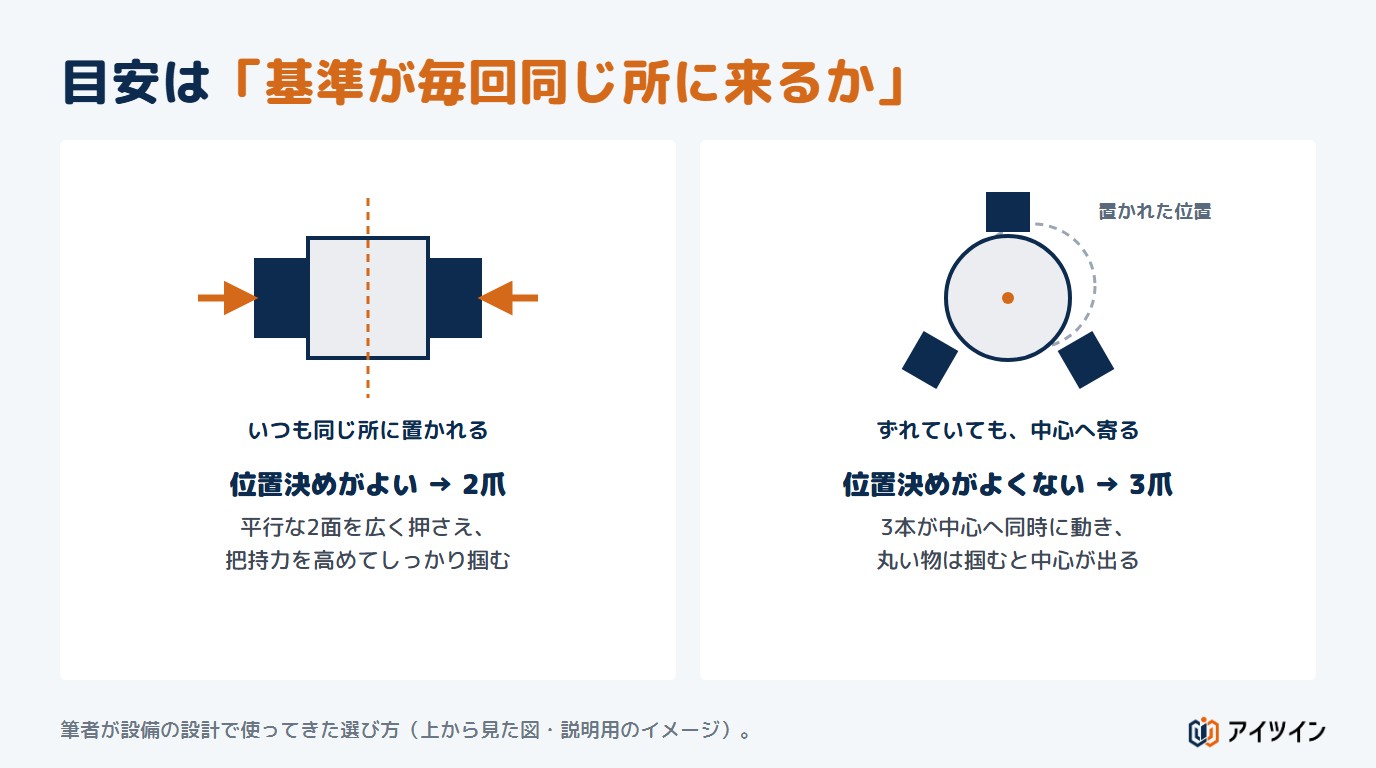 目安は「基準が毎回同じ所に来るか」
いつも同じ所に置かれる
位置決めがよい → 2爪
平行な2面を広く押さえ、
把持力を高めてしっかり掴む
置かれた位置
ずれていても、中心へ寄る
位置決めがよくない → 3爪
3本が中心へ同時に動き、
丸い物は掴むと中心が出る
筆者が設備の設計で使ってきた選び方（上から見た図・説明用のイメージ）。
アイツイン